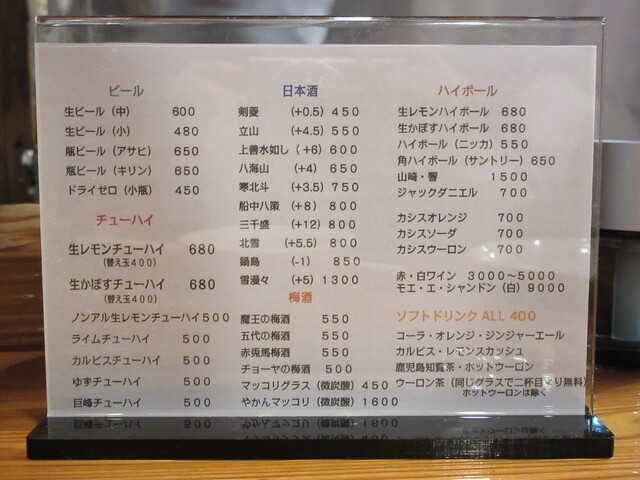 ビール
生ビール（中） 600
生ビール（小） 480
瓶ビール（アサヒ） 650
瓶ビール（キリン） 650
ドライゼロ（小瓶） 450
チューハイ
生レモンチューハイ 680
（替え玉400）
生かぼすチューハイ 680
（替え玉400）
ノンアル生レモンチューハイ 500
ライムチューハイ 500
カルピスチューハイ 500
ゆずチューハイ 500
巨峰チューハイ 500
日本酒
剣菱 (+0.5) 450
立山 (+4.5) 550
上善水如し (+6) 600
八海山 (+4) 650
寒北斗 (+3.5) 750
船中八策 (+8) 800
三千盛 (+12) 800
北雪 (+5.5) 800
鍋島 (-1) 850
雪漫々 (+5) 1300
梅酒
魔王の梅酒 550
五代の梅酒 550
赤兎馬梅酒 550
チョーヤの梅酒 500
マッコリグラス（微炭酸） 450
やかんマッコリ（微炭酸） 1600
ハイボール
生レモンハイボール 680
生かぼすハイボール 680
ハイボール（ニッカ） 550
角ハイボール（サントリー） 650
山崎・響 1500
ジャックダニエル 700
カシスオレンジ 700
カシスソーダ 700
カシスウーロン 700
赤・白ワイン 3000〜5000
モエ・エ・シャンドン（白） 9000
ソフトドリンク ALL 400
コーラ・オレンジ・ジンジャーエール
カルピス・レモンスカッシュ
鹿児島知覧茶・ホットウーロン
ウーロン茶（同じグラスで二杯目より無料）
ホットウーロンは除く